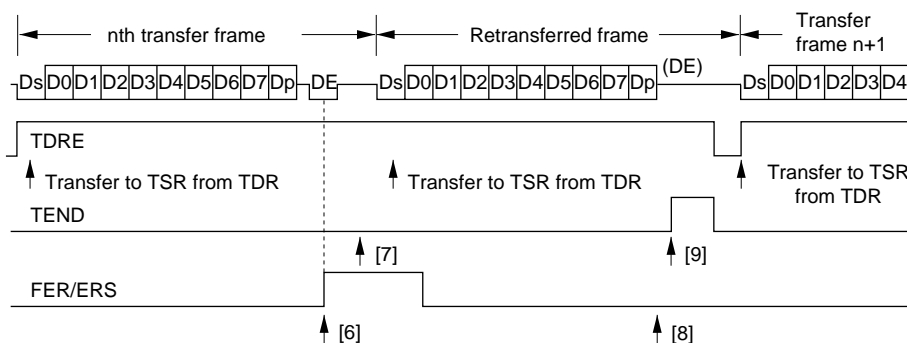 nth transfer frame
Retransferred frame
Transfer
frame n+1
Ds D0 D1 D2 D3 D4 D5 D6 D7 Dp DE Ds D0 D1 D2 D3 D4 D5 D6 D7 Dp (DE) Ds D0 D1 D2 D3 D4
TDRE
Transfer to TSR from TDR
Transfer to TSR from TDR
Transfer to TSR
from TDR
TEND
[7]
[9]
FER/ERS
[6]
[8]